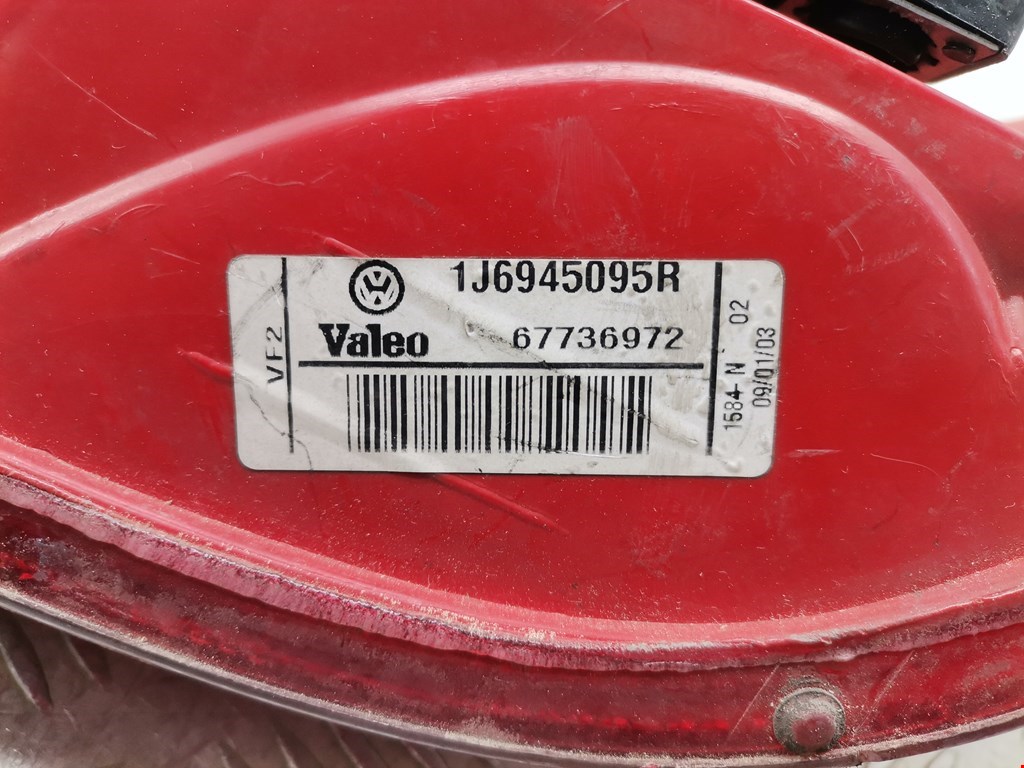 VF2
1J6945095R
Valeo 67736972
1584-N 02
09/01/03